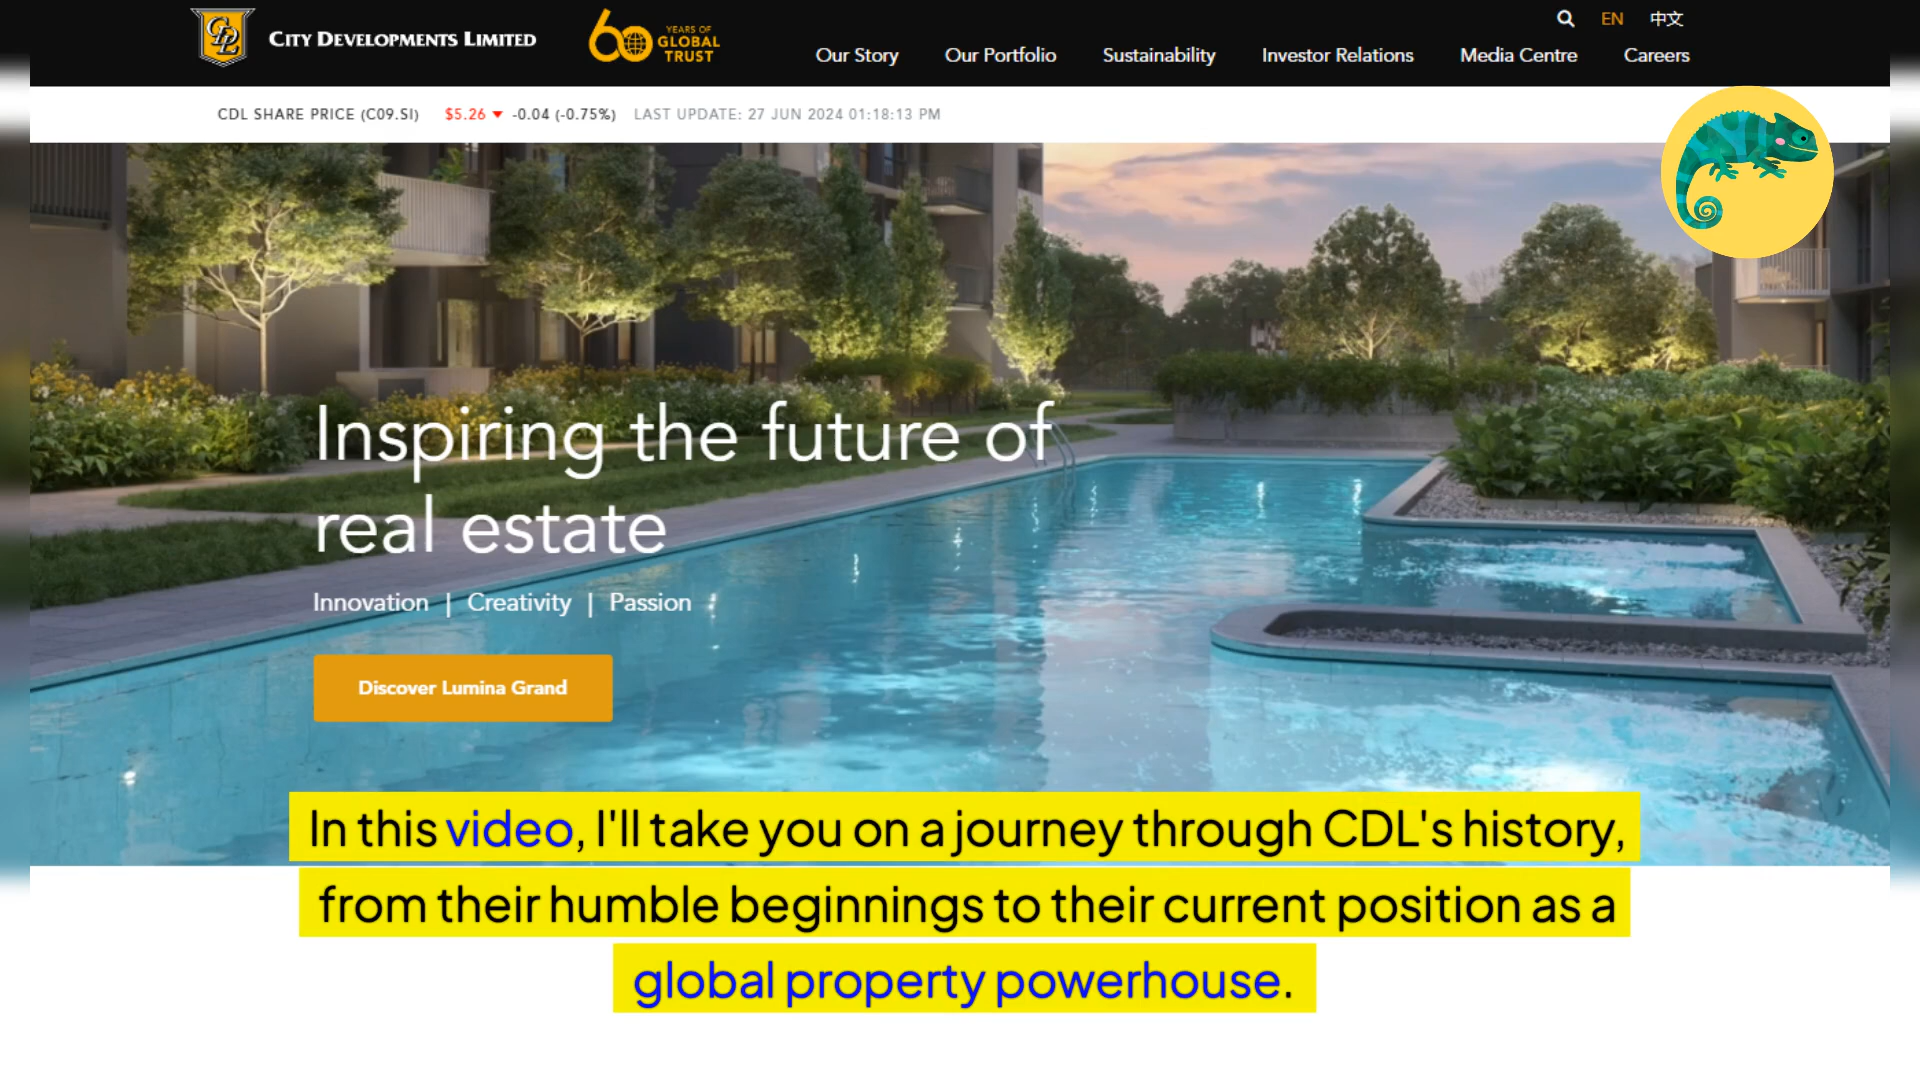 CDL
CITY DEVELOPMENTS LIMITED
60 YEARS OF
GLOBAL
TRUST
EN 中文
Our Story Our Portfolio Sustainability Investor Relations Media Centre Careers
CDL SHARE PRICE (C09.SI) $5.26 ▼ -0.04 (-0.75%) LAST UPDATE: 27 JUN 2024 01:18:13 PM
Inspiring the future of
real estate
Innovation | Creativity | Passion
Discover Lumina Grand
In this video, I'll take you on a journey through CDL's history,
from their humble beginnings to their current position as a
global property powerhouse.